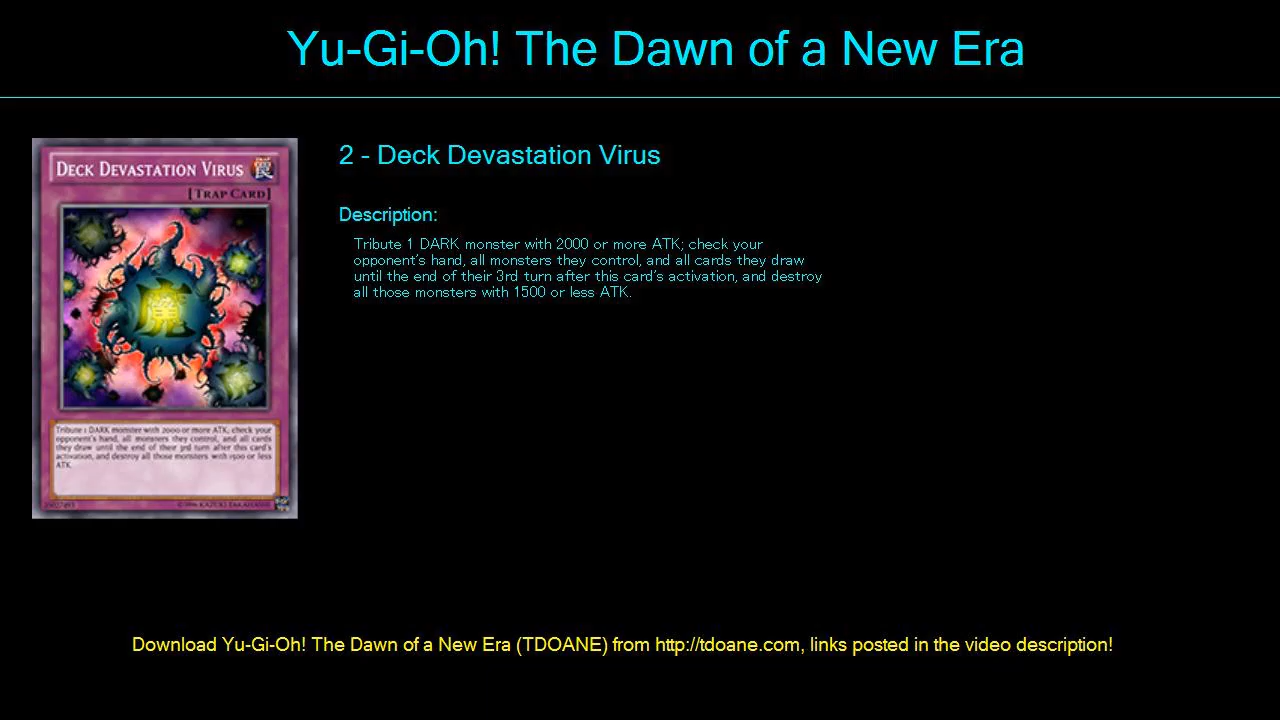 Yu-Gi-Oh! The Dawn of a New Era
DECK DEVASTATION VIRUS
[TRAP CARD]
Tribute 1 DARK monster with 2000 or more ATK; check your
opponent's hand, all monsters they control, and all cards
they draw until the end of their 3rd turn after this card's
activation, and destroy all those monsters with 1500 or less
ATK.
©1996 KAZUKI TAKAHASHI
2 - Deck Devastation Virus
Description:
Tribute 1 DARK monster with 2000 or more ATK; check your
opponent's hand, all monsters they control, and all cards they draw
until the end of their 3rd turn after this card's activation, and destroy
all those monsters with 1500 or less ATK.
Download Yu-Gi-Oh! The Dawn of a New Era (TDOANE) from http://tdoane.com, links posted in the video description!